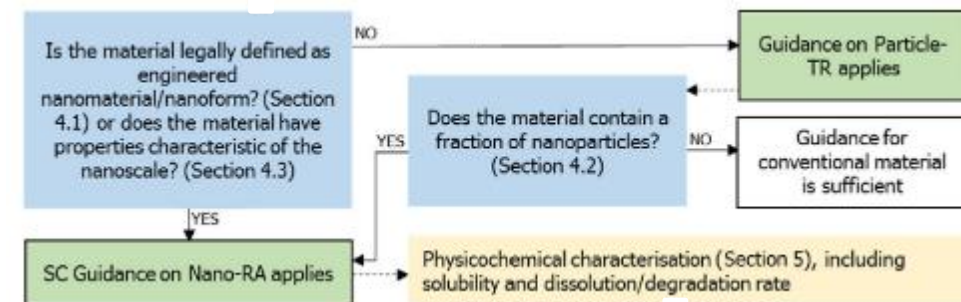 Is the material legally defined as
engineered
nanomaterial/nanoform? (Section
4.1) or does the material have
properties characteristic of the
nanoscale? (Section 4.3)
NO
Guidance on Particle-
TR applies
Does the material contain a
fraction of nanoparticles?
(Section 4.2)
YES
NO
Guidance for
conventional material
is sufficient
YES
SC Guidance on Nano-RA applies
Physicochemical characterisation (Section 5), including
solubility and dissolution/degradation rate